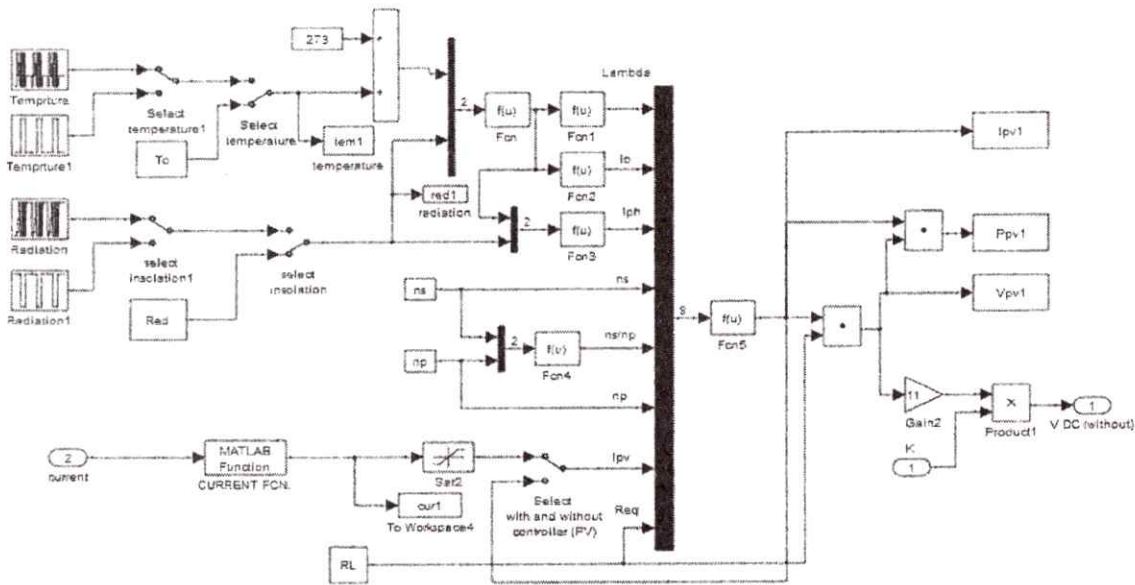 273
Temprture
Select
temperature1
Select
temperature
Temprture1
To
tem1
temperature
2
f(u)
Fcn
Lambda
f(u)
Fcn1
Io
f(u)
Fcn2
red1
radiation
Iph
2
f(u)
Fcn3
Radiation
select
insolation1
select
insolation
Radiation1
Red
ns
ns
2
f(u)
Fcn4
ns/np
np
np
8
f(u)
Fcn5
Ipv1
Ppv1
Vpv1
11
Gain2
Product1
1
V DC (without)
K
1
2
current
MATLAB
Function
CURRENT FCN.
Sat2
cur1
To Workspace4
Select
with and without
controller (PV)
Ipv
Req
RL